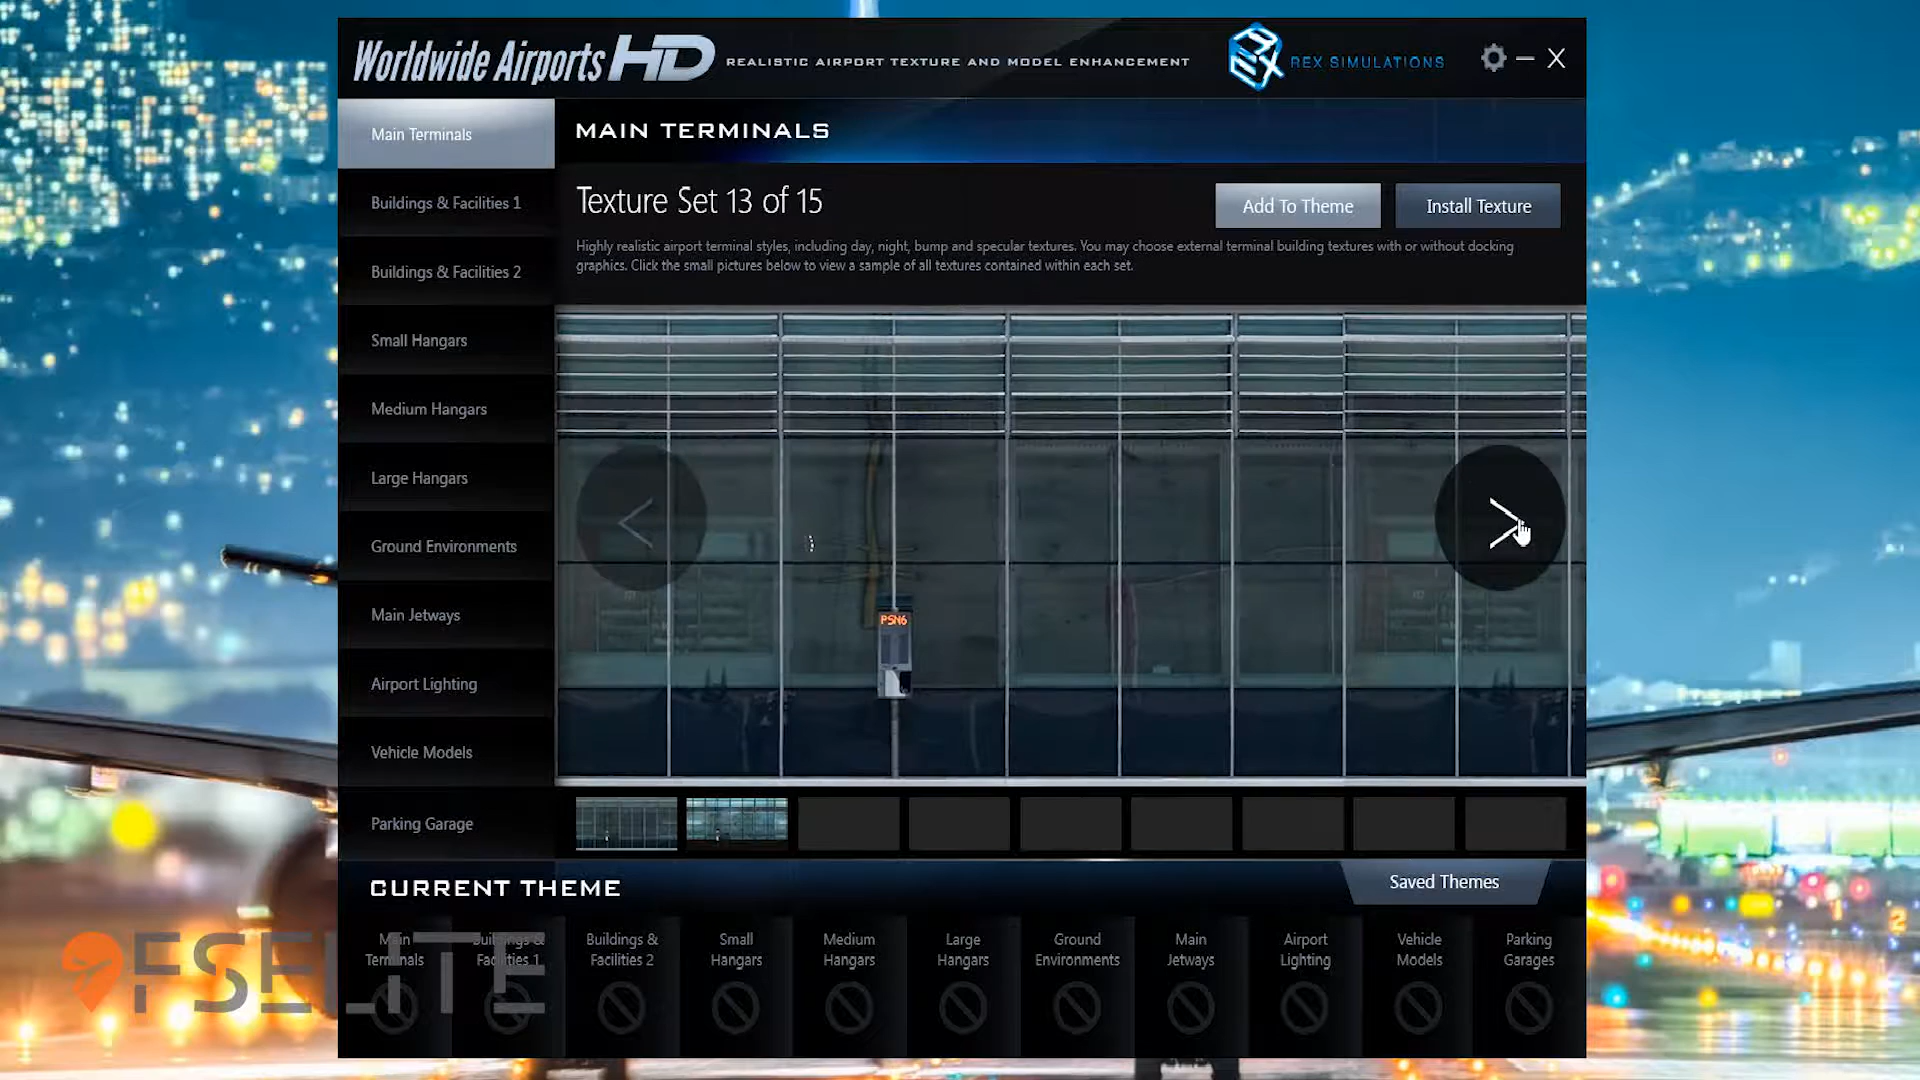 Worldwide Airports HD
REALISTIC AIRPORT TEXTURE AND MODEL ENHANCEMENT
REX
REX SIMULATIONS
X
Main Terminals
Buildings & Facilities 1
Buildings & Facilities 2
Small Hangars
Medium Hangars
Large Hangars
Ground Environments
Main Jetways
Airport Lighting
Vehicle Models
Parking Garage
MAIN TERMINALS
Texture Set 13 of 15
Add To Theme
Install Texture
Highly realistic airport terminal styles, including day, night, bump and specular textures. You may choose external terminal building textures with or without docking
graphics. Click the small pictures below to view a sample of all textures contained within each set.
PSN6
CURRENT THEME
Saved Themes
Main
Terminals
Buildings &
Facilities 1
Buildings &
Facilities 2
Small
Hangars
Medium
Hangars
Large
Hangars
Ground
Environments
Main
Jetways
Airport
Lighting
Vehicle
Models
Parking
Garages
FSELITE
2